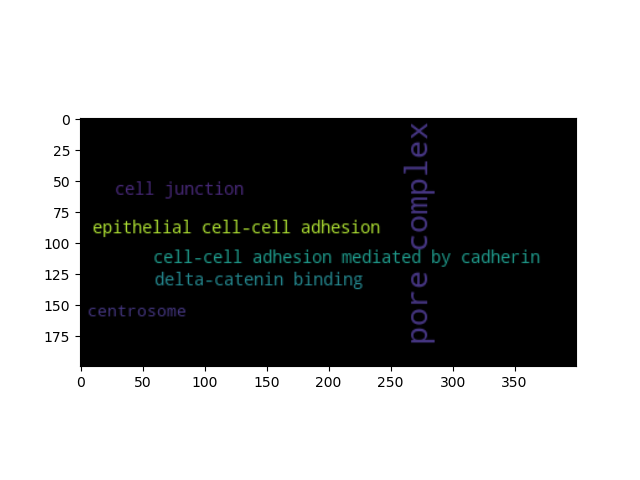 0
25
50
75
100
125
150
175
cell junction
epithelial cell-cell adhesion
cell-cell adhesion mediated by cadherin
delta-catenin binding
centrosome
pore complex
0 50 100 150 200 250 300 350